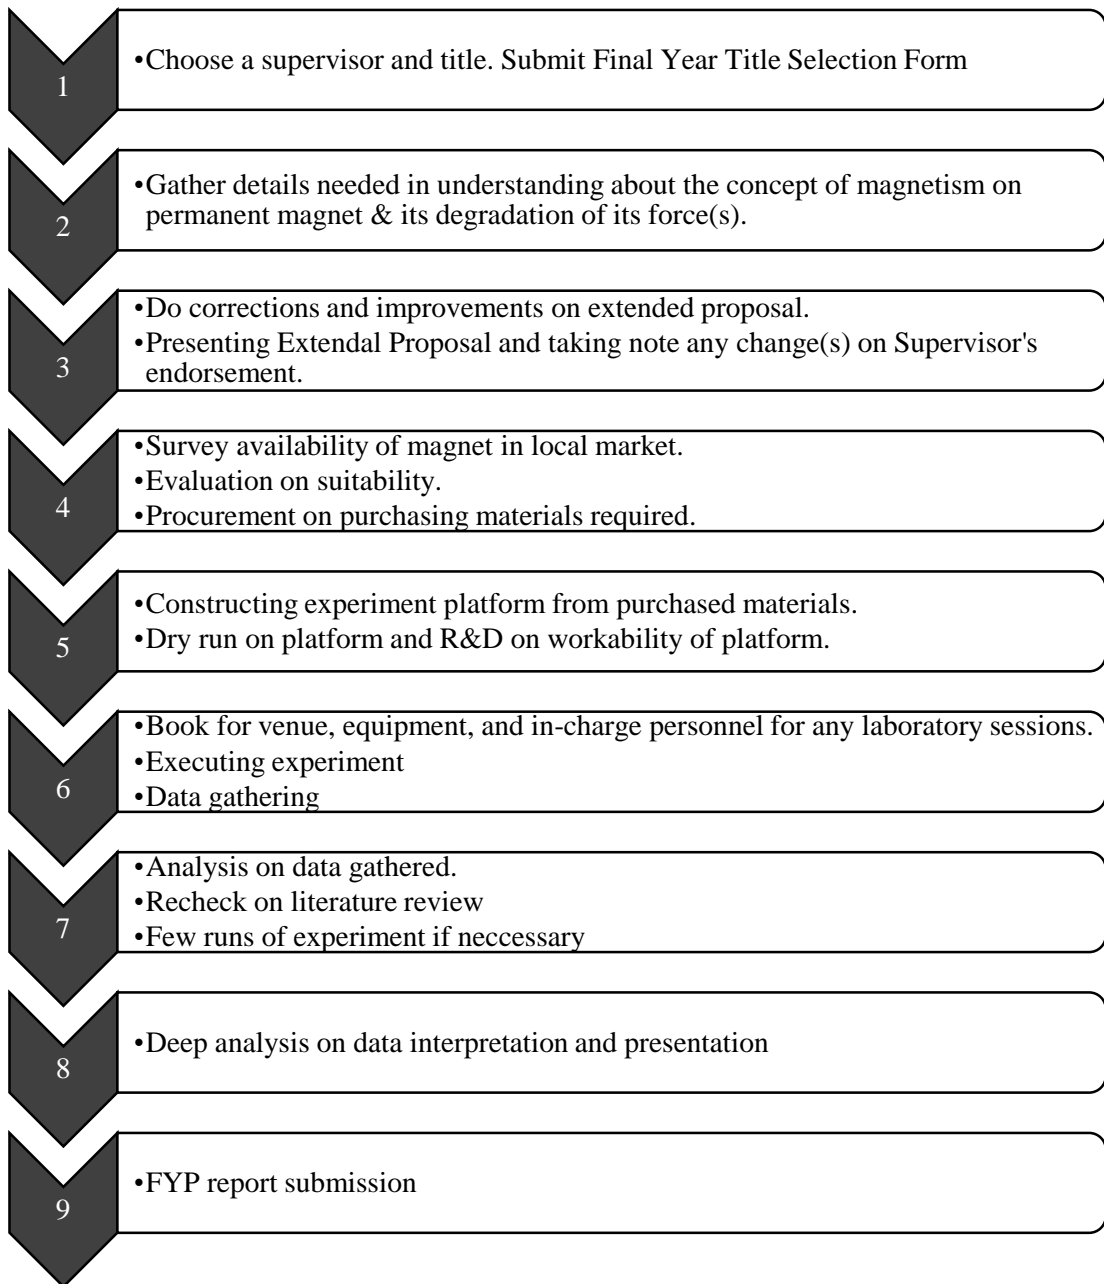 1
•Choose a supervisor and title. Submit Final Year Title Selection Form
2
•Gather details needed in understanding about the concept of magnetism on
permanent magnet & its degradation of its force(s).
3
•Do corrections and improvements on extended proposal.
•Presenting Extendal Proposal and taking note any change(s) on Supervisor's
endorsement.
4
•Survey availability of magnet in local market.
•Evaluation on suitability.
•Procurement on purchasing materials required.
5
•Constructing experiment platform from purchased materials.
•Dry run on platform and R&D on workability of platform.
6
•Book for venue, equipment, and in-charge personnel for any laboratory sessions.
•Executing experiment
•Data gathering
7
•Analysis on data gathered.
•Recheck on literature review
•Few runs of experiment if neccessary
8
•Deep analysis on data interpretation and presentation
9
•FYP report submission